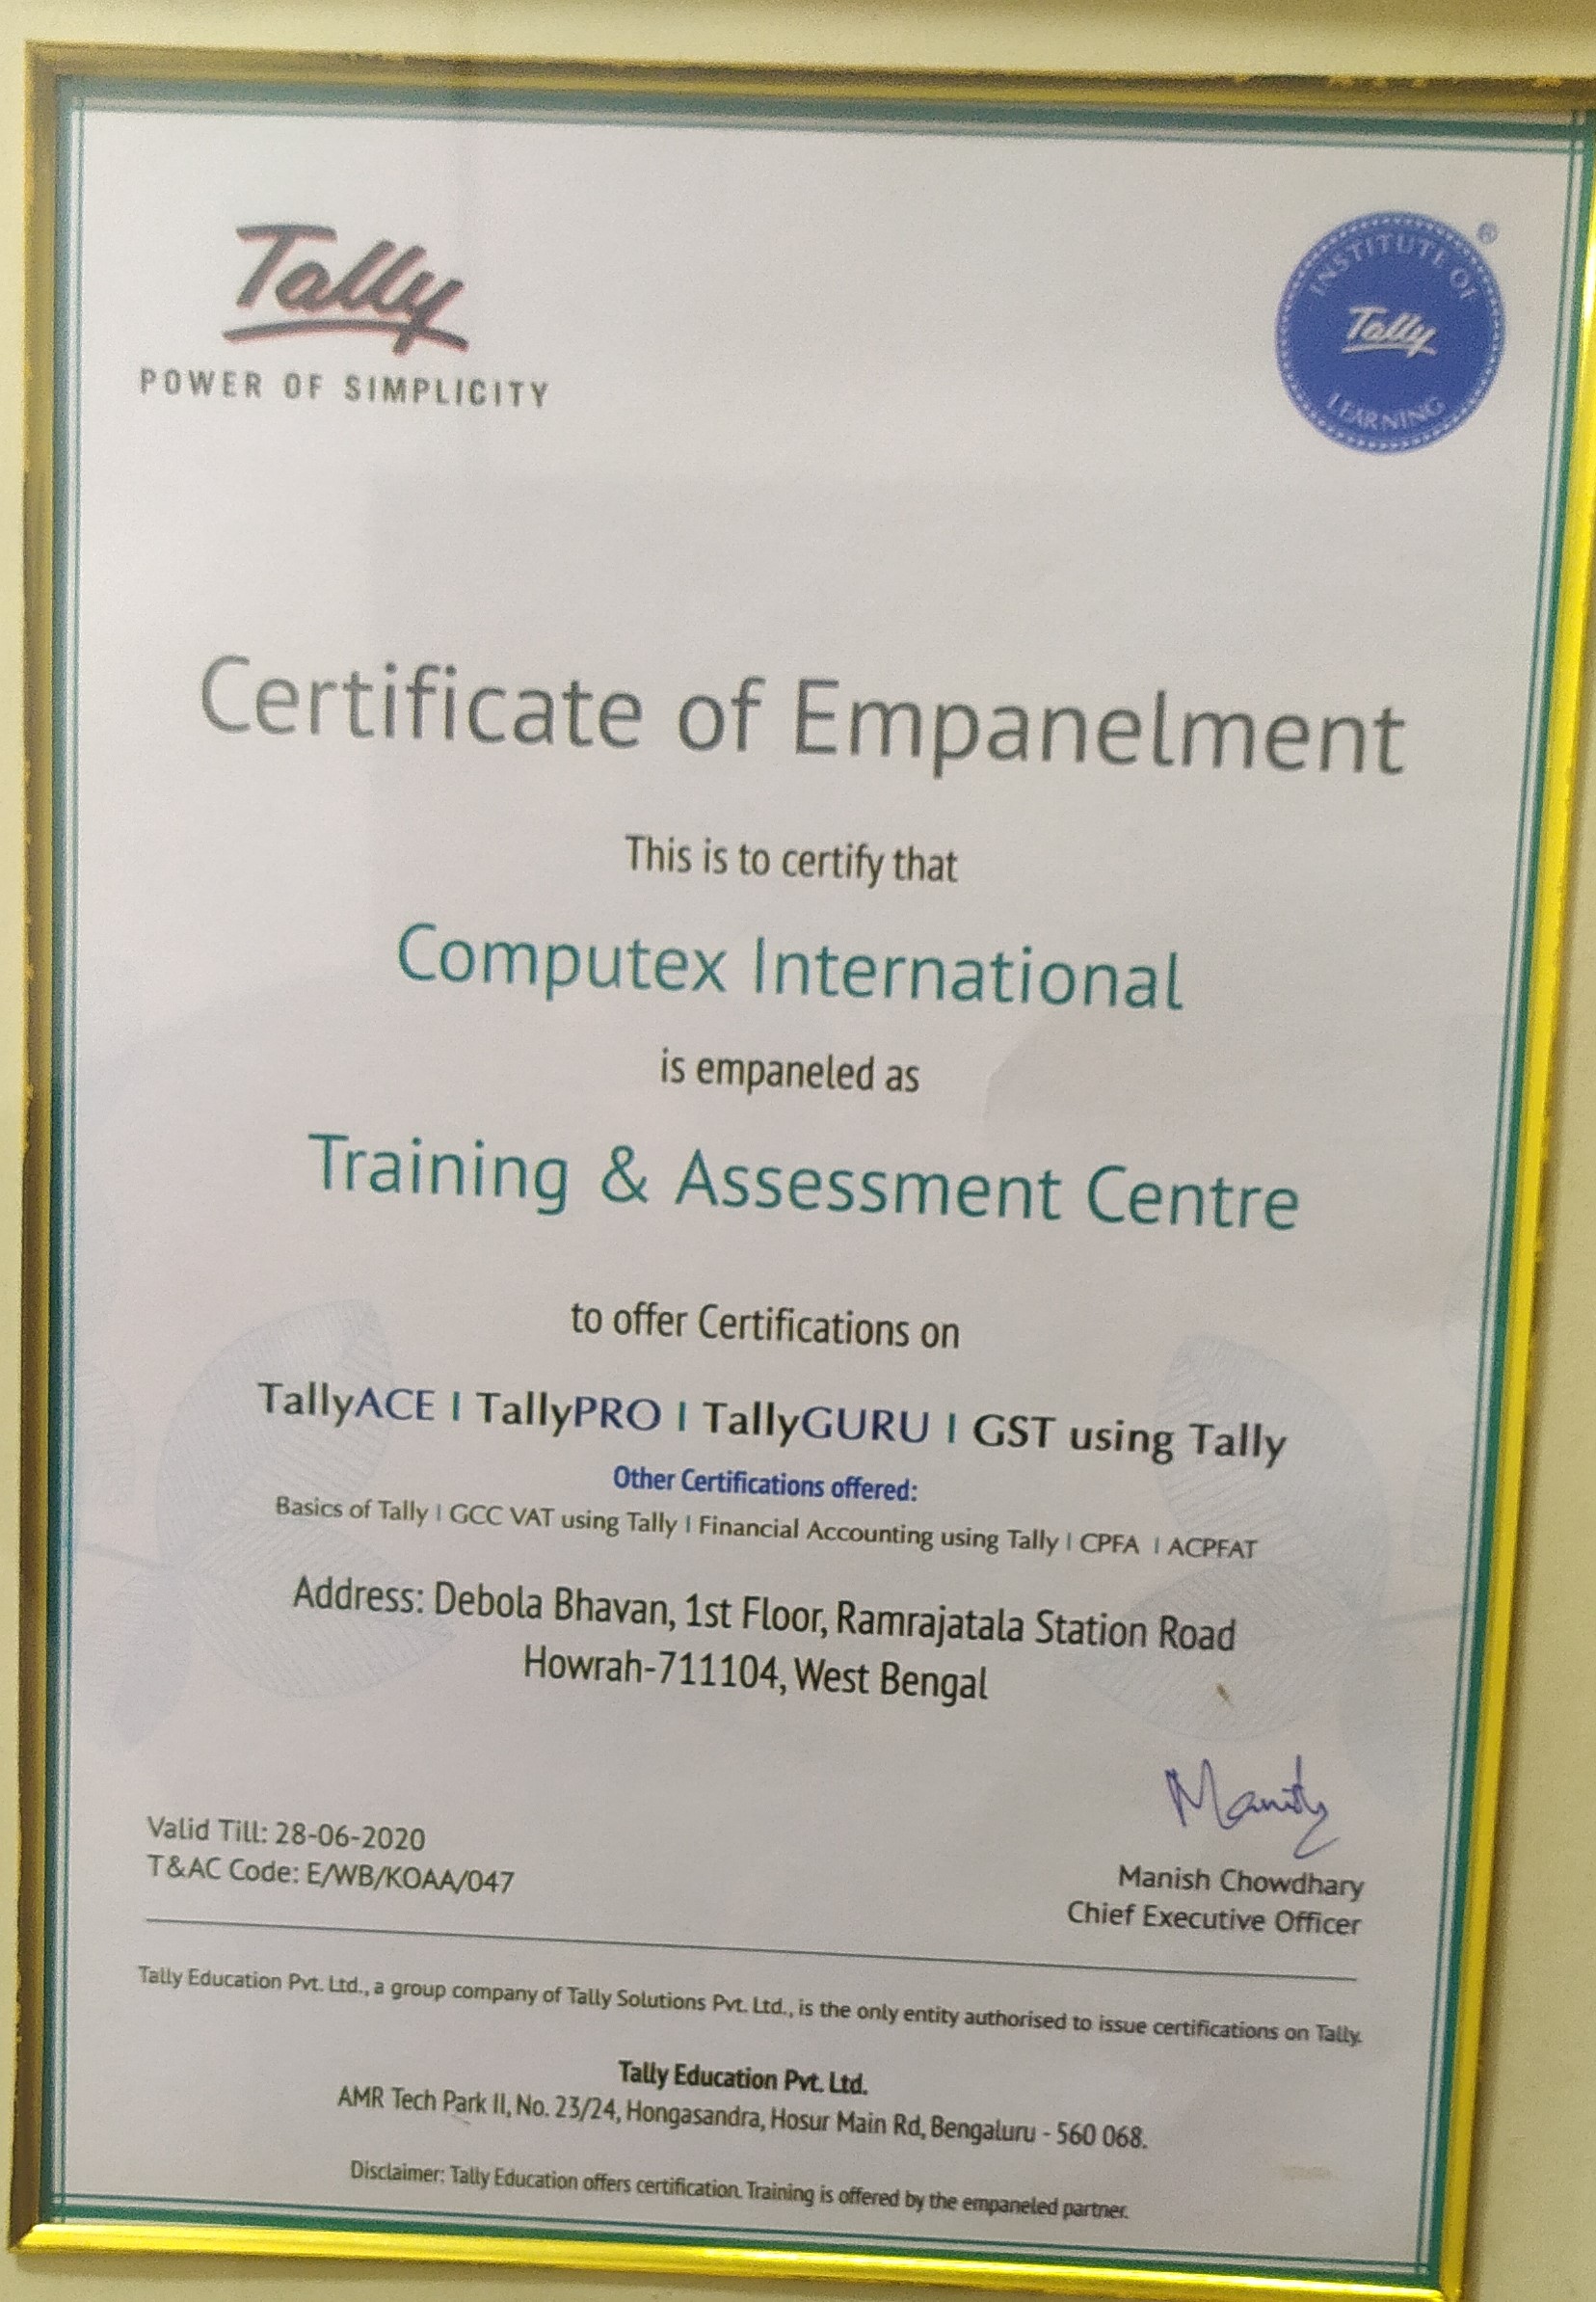 Tally
POWER OF SIMPLICITY
INSTITUTE OF
Tally
LEARNING
®
Certificate of Empanelment
This is to certify that
Computex International
is empaneled as
Training & Assessment Centre
to offer Certifications on
TallyACE | TallyPRO | TallyGURU | GST using Tally
Other Certifications offered:
Basics of Tally | GCC VAT using Tally | Financial Accounting using Tally | CPFA | ACPFAT
Address: Debola Bhavan, 1st Floor, Ramrajatala Station Road
Howrah-711104, West Bengal
Manish
Valid Till: 28-06-2020
T&AC Code: E/WB/KOAA/047
Manish Chowdhary
Chief Executive Officer
Tally Education Pvt. Ltd., a group company of Tally Solutions Pvt. Ltd., is the only entity authorised to issue certifications on Tally.
Tally Education Pvt. Ltd.
AMR Tech Park II, No. 23/24, Hongasandra, Hosur Main Rd, Bengaluru - 560 068.
Disclaimer: Tally Education offers certification. Training is offered by the empaneled partner.